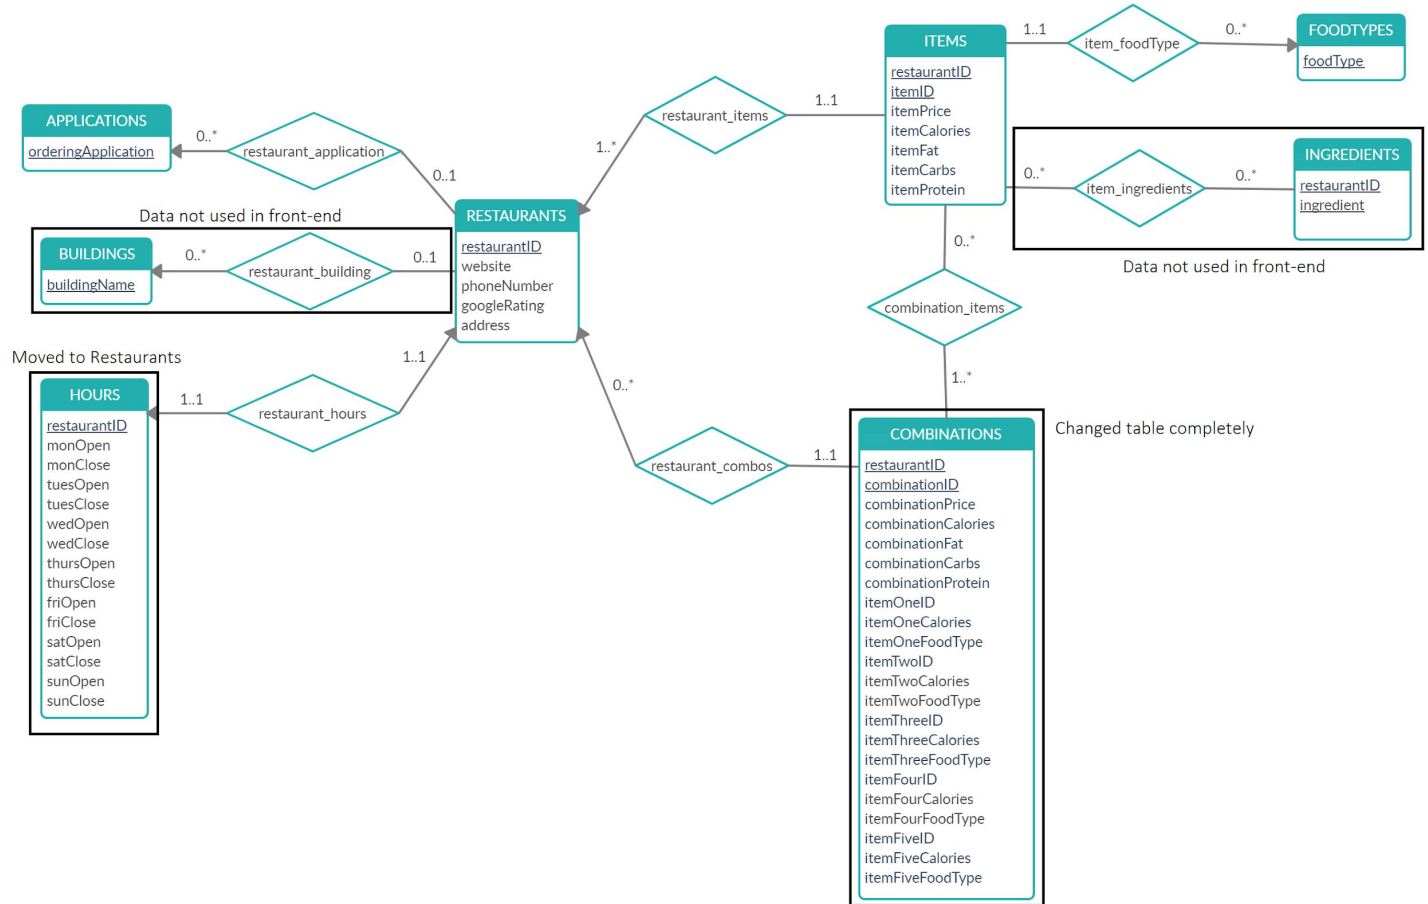 ITEMS
restaurantID
itemID
itemPrice
itemCalories
itemFat
itemCarbs
itemProtein
1..1
item_foodType
0..*
FOODTYPES
foodType
restaurant_items
1..1
1..*
APPLICATIONS
orderingApplication
0..*
restaurant_application
0..1
0..*
item_ingredients
0..*
INGREDIENTS
restaurantID
ingredient
Data not used in front-end
Data not used in front-end
BUILDINGS
buildingName
0..*
restaurant_building
0..1
RESTAURANTS
restaurantID
website
phoneNumber
googleRating
address
0..*
combination_items
1..*
Moved to Restaurants
HOURS
restaurantID
monOpen
monClose
tuesOpen
tuesClose
wedOpen
wedClose
thursOpen
thursClose
friOpen
friClose
satOpen
satClose
sunOpen
sunClose
1..1
restaurant_hours
1..1
0..*
restaurant_combos
1..1
COMBINATIONS
restaurantID
combinationID
combinationPrice
combinationCalories
combinationFat
combinationCarbs
combinationProtein
itemOneID
itemOneCalories
itemOneFoodType
itemTwoID
itemTwoCalories
itemTwoFoodType
itemThreeID
itemThreeCalories
itemThreeFoodType
itemFourID
itemFourCalories
itemFourFoodType
itemFiveID
itemFiveCalories
itemFiveFoodType
Changed table completely